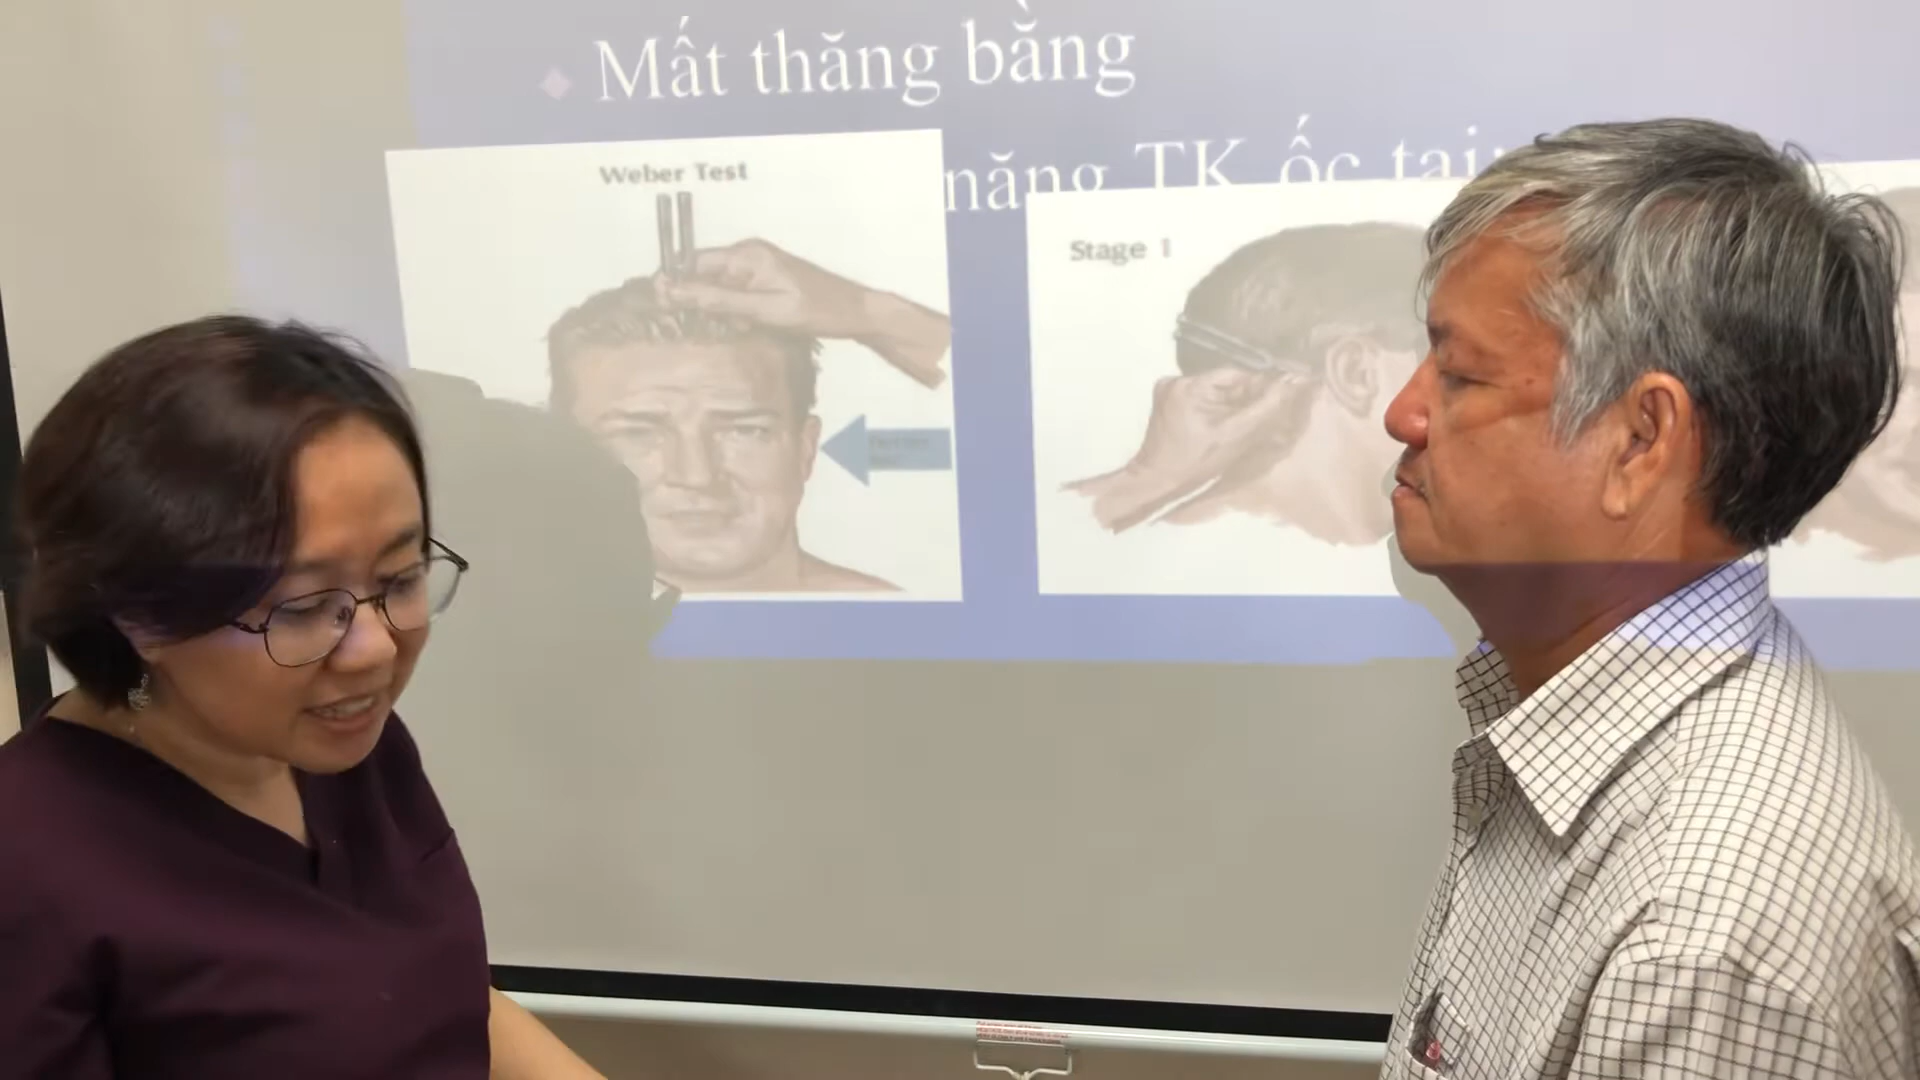 Mất thăng bằng
năng TK ốc tai:
Weber Test
Stage 1